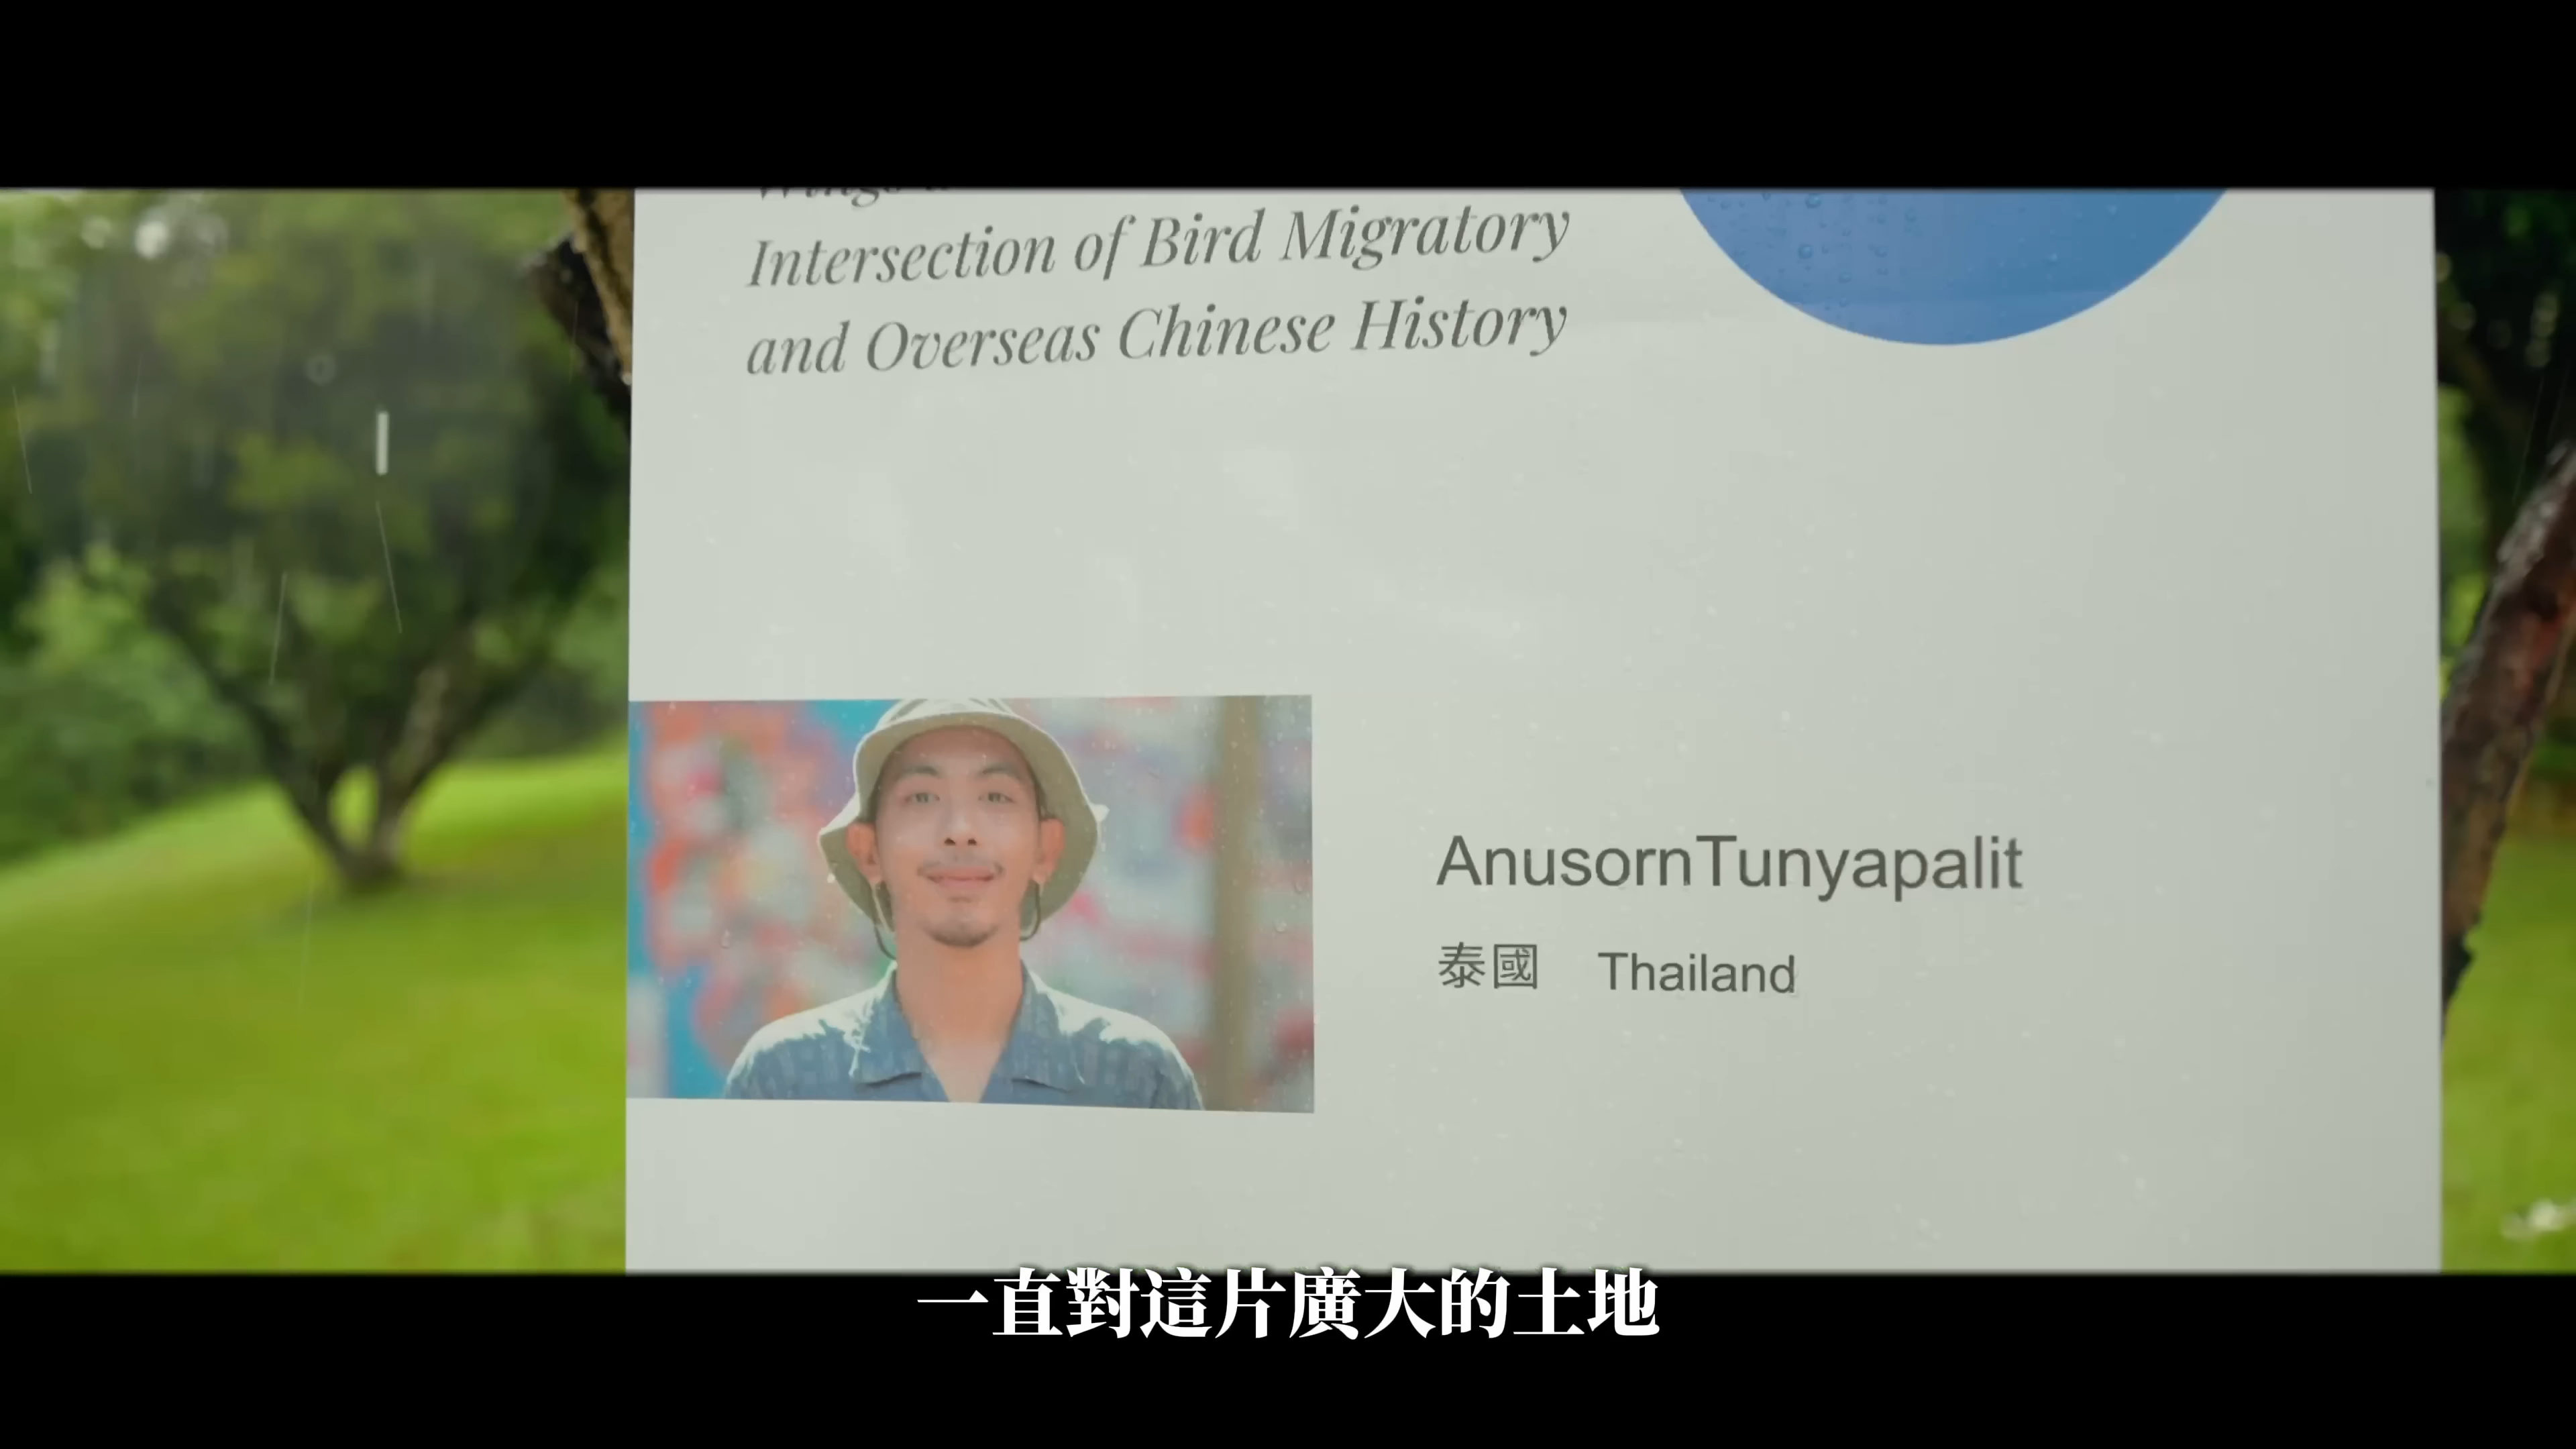 Intersection of Bird Migratory
and Overseas Chinese History
AnusornTunyapalit
泰國 Thailand
一直對這片廣大的土地